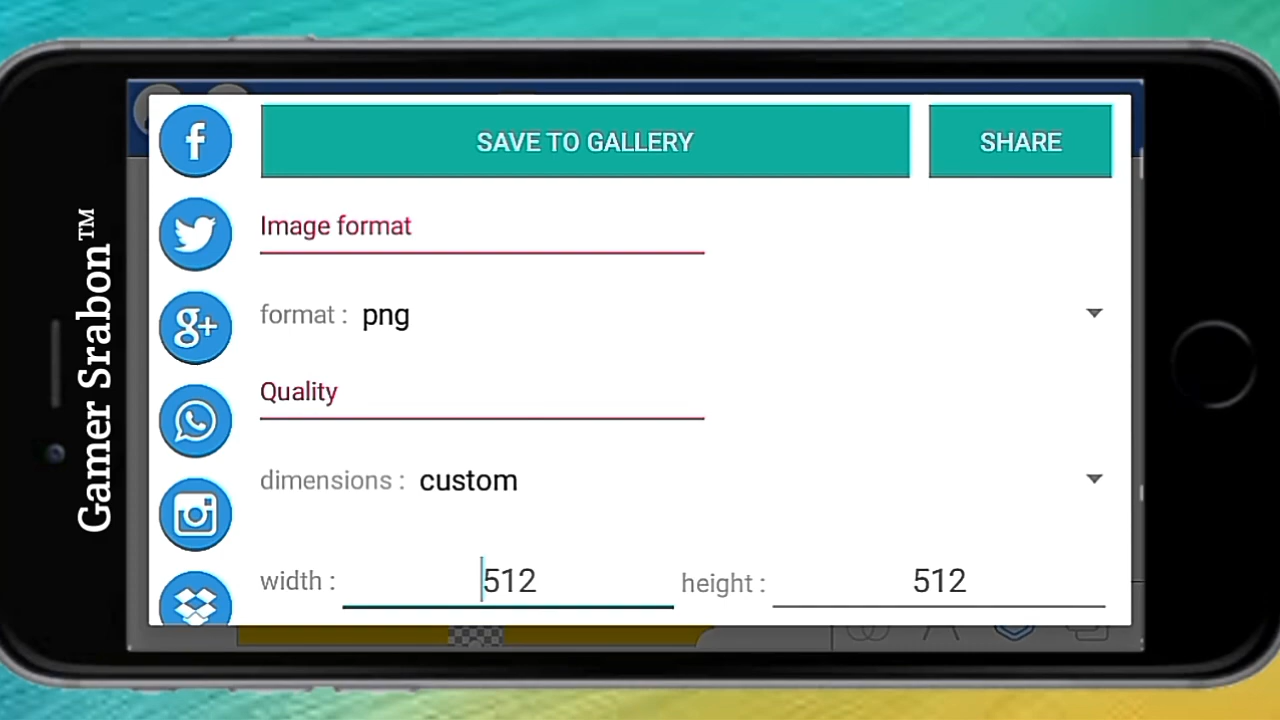 Gamer Srabon™
SAVE TO GALLERY
SHARE
Image format
format : png
Quality
dimensions : custom
width : 512 height : 512